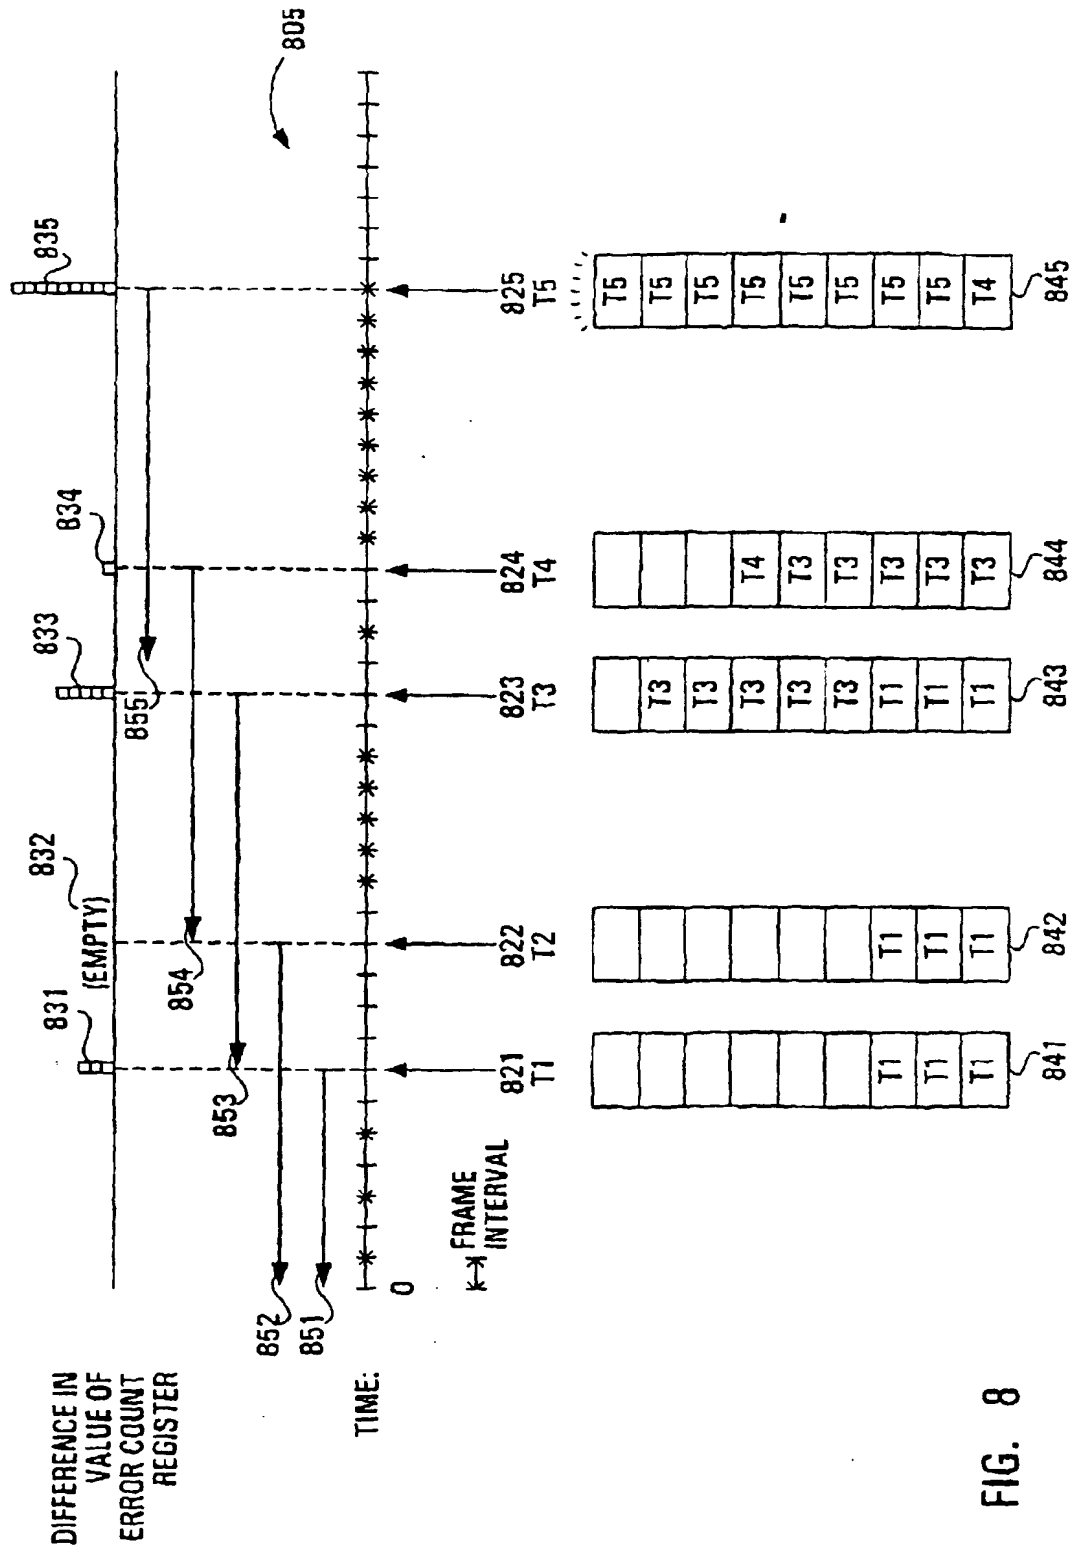 DIFFERENCE IN
VALUE OF
ERROR COUNT
REGISTER
831
832
(EMPTY)
833
834
835
805
855
854
853
852
851
TIME:
0
FRAME
INTERVAL
821
T1
822
T2
823
T3
824
T4
825
T5
T1
T1
T1
841
T1
T1
T1
842
T3
T3
T3
T3
T3
T1
T1
T1
843
T4
T3
T3
T3
T3
T3
844
T5
T5
T5
T5
T5
T5
T5
T5
T4
845
FIG. 8